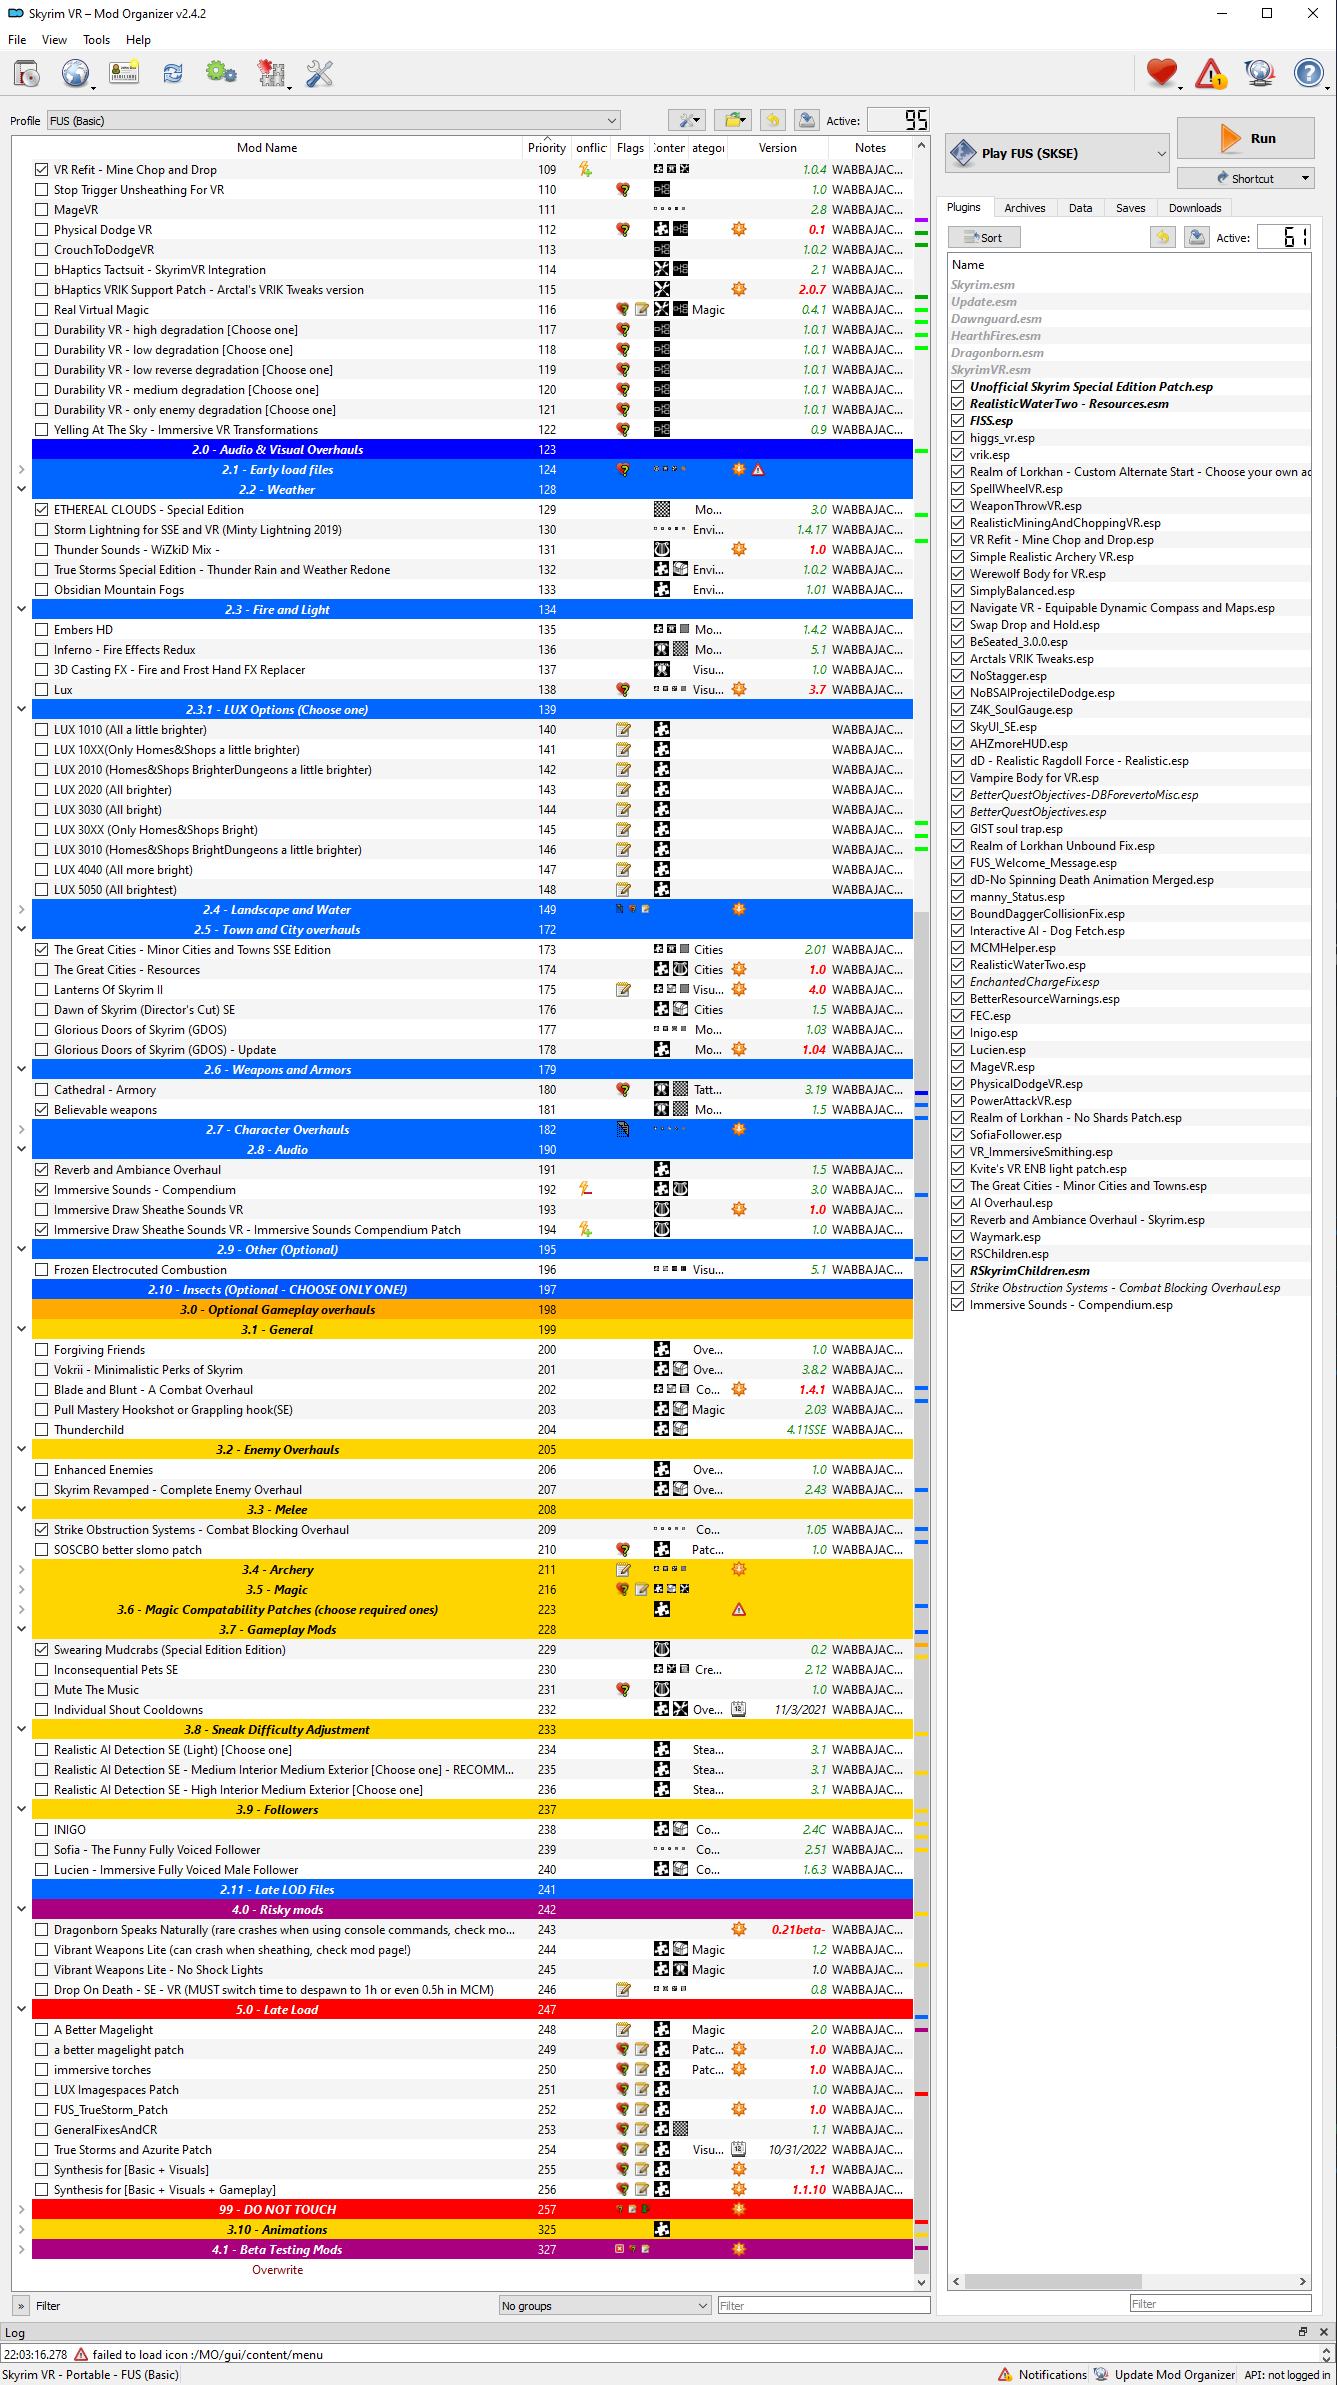 Skyrim VR – Mod Organizer v2.4.2
File View Tools Help
Profile FUS (Basic) Active: 95
Mod Name Priority onflic Flags Conter ategor Version Notes
VR Refit - Mine Chop and Drop 109 1.0.4 WABBAJAC...
Stop Trigger Unsheathing For VR 110 1.0 WABBAJAC...
MageVR 111 2.8 WABBAJAC...
Physical Dodge VR 112 0.1 WABBAJAC...
CrouchToDodgeVR 113 1.0.2 WABBAJAC...
bHaptics Tactsuit - SkyrimVR Integration 114 2.1 WABBAJAC...
bHaptics VRIK Support Patch - Arctal's VRIK Tweaks version 115 2.0.7 WABBAJAC...
Real Virtual Magic 116 Magic 0.4.1 WABBAJAC...
Durability VR - high degradation [Choose one] 117 1.0.1 WABBAJAC...
Durability VR - low degradation [Choose one] 118 1.0.1 WABBAJAC...
Durability VR - low reverse degradation [Choose one] 119 1.0.1 WABBAJAC...
Durability VR - medium degradation [Choose one] 120 1.0.1 WABBAJAC...
Durability VR - only enemy degradation [Choose one] 121 1.0.1 WABBAJAC...
Yelling At The Sky - Immersive VR Transformations 122 0.9 WABBAJAC...
2.0 - Audio & Visual Overhauls 123
2.1 - Early load files 124
2.2 - Weather 128
ETHEREAL CLOUDS - Special Edition 129 Mo... 3.0 WABBAJAC...
Storm Lightning for SSE and VR (Minty Lightning 2019) 130 Envi... 1.4.17 WABBAJAC...
Thunder Sounds - WiZkiD Mix - 131 1.0 WABBAJAC...
True Storms Special Edition - Thunder Rain and Weather Redone 132 Envi... 1.0.2 WABBAJAC...
Obsidian Mountain Fogs 133 Envi... 1.01 WABBAJAC...
2.3 - Fire and Light 134
Embers HD 135 Mo... 1.4.2 WABBAJAC...
Inferno - Fire Effects Redux 136 Mo... 5.1 WABBAJAC...
3D Casting FX - Fire and Frost Hand FX Replacer 137 Visu... 1.0 WABBAJAC...
Lux 138 Visu... 3.7 WABBAJAC...
2.3.1 - LUX Options (Choose one) 139
LUX 1010 (All a little brighter) 140 WABBAJAC...
LUX 10XX(Only Homes&Shops a little brighter) 141 WABBAJAC...
LUX 2010 (Homes&Shops BrighterDungeons a little brighter) 142 WABBAJAC...
LUX 2020 (All brighter) 143 WABBAJAC...
LUX 3030 (All bright) 144 WABBAJAC...
LUX 30XX (Only Homes&Shops Bright) 145 WABBAJAC...
LUX 3010 (Homes&Shops BrightDungeons a little brighter) 146 WABBAJAC...
LUX 4040 (All more bright) 147 WABBAJAC...
LUX 5050 (All brightest) 148 WABBAJAC...
2.4 - Landscape and Water 149
2.5 - Town and City overhauls 172
The Great Cities - Minor Cities and Towns SSE Edition 173 Cities 2.01 WABBAJAC...
The Great Cities - Resources 174 Cities 1.0 WABBAJAC...
Lanterns Of Skyrim II 175 Visu... 4.0 WABBAJAC...
Dawn of Skyrim (Director's Cut) SE 176 Cities 1.5 WABBAJAC...
Glorious Doors of Skyrim (GDOS) 177 Mo... 1.03 WABBAJAC...
Glorious Doors of Skyrim (GDOS) - Update 178 Mo... 1.04 WABBAJAC...
2.6 - Weapons and Armors 179
Cathedral - Armory 180 Tatt... 3.19 WABBAJAC...
Believable weapons 181 Mo... 1.5 WABBAJAC...
2.7 - Character Overhauls 182
2.8 - Audio 190
Reverb and Ambiance Overhaul 191 1.5 WABBAJAC...
Immersive Sounds - Compendium 192 3.0 WABBAJAC...
Immersive Draw Sheathe Sounds VR 193 1.0 WABBAJAC...
Immersive Draw Sheathe Sounds VR - Immersive Sounds Compendium Patch 194 1.0 WABBAJAC...
2.9 - Other (Optional) 195
Frozen Electrocuted Combustion 196 Visu... 5.1 WABBAJAC...
2.10 - Insects (Optional - CHOOSE ONLY ONE!) 197
3.0 - Optional Gameplay overhauls 198
3.1 - General 199
Forgiving Friends 200 Ove... 1.0 WABBAJAC...
Vokrii - Minimalistic Perks of Skyrim 201 Ove... 3.8.2 WABBAJAC...
Blade and Blunt - A Combat Overhaul 202 Co... 1.4.1 WABBAJAC...
Pull Mastery Hookshot or Grappling hook(SE) 203 Magic 2.03 WABBAJAC...
Thunderchild 204 4.11SSE WABBAJAC...
3.2 - Enemy Overhauls 205
Enhanced Enemies 206 Ove... 1.0 WABBAJAC...
Skyrim Revamped - Complete Enemy Overhaul 207 Ove... 2.43 WABBAJAC...
3.3 - Melee 208
Strike Obstruction Systems - Combat Blocking Overhaul 209 Co... 1.05 WABBAJAC...
SOSCBO better slomo patch 210 Patc... 1.0 WABBAJAC...
3.4 - Archery 211
3.5 - Magic 216
3.6 - Magic Compatability Patches (choose required ones) 223
3.7 - Gameplay Mods 228
Swearing Mudcrabs (Special Edition Edition) 229 0.2 WABBAJAC...
Inconsequential Pets SE 230 Cre... 2.12 WABBAJAC...
Mute The Music 231 1.0 WABBAJAC...
Individual Shout Cooldowns 232 Ove... 11/3/2021 WABBAJAC...
3.8 - Sneak Difficulty Adjustment 233
Realistic AI Detection SE (Light) [Choose one] 234 Stea... 3.1 WABBAJAC...
Realistic AI Detection SE - Medium Interior Medium Exterior [Choose one] - RECOMM... 235 Stea... 3.1 WABBAJAC...
Realistic AI Detection SE - High Interior Medium Exterior [Choose one] 236 Stea... 3.1 WABBAJAC...
3.9 - Followers 237
INIGO 238 Co... 2.4C WABBAJAC...
Sofia - The Funny Fully Voiced Follower 239 Co... 2.51 WABBAJAC...
Lucien - Immersive Fully Voiced Male Follower 240 Co... 1.6.3 WABBAJAC...
2.11 - Late LOD Files 241
4.0 - Risky mods 242
Dragonborn Speaks Naturally (rare crashes when using console commands, check mo... 243 0.21beta- WABBAJAC...
Vibrant Weapons Lite (can crash when sheathing, check mod page!) 244 Magic 1.2 WABBAJAC...
Vibrant Weapons Lite - No Shock Lights 245 Magic 1.0 WABBAJAC...
Drop On Death - SE - VR (MUST switch time to despawn to 1h or even 0.5h in MCM) 246 0.8 WABBAJAC...
5.0 - Late Load 247
A Better Magelight 248 Magic 2.0 WABBAJAC...
a better magelight patch 249 Patc... 1.0 WABBAJAC...
immersive torches 250 Patc... 1.0 WABBAJAC...
LUX Imagespaces Patch 251 1.0 WABBAJAC...
FUS_TrueStorm_Patch 252 1.0 WABBAJAC...
GeneralFixesAndCR 253 1.1 WABBAJAC...
True Storms and Azurite Patch 254 Visu... 10/31/2022 WABBAJAC...
Synthesis for [Basic + Visuals] 255 1.1 WABBAJAC...
Synthesis for [Basic + Visuals + Gameplay] 256 1.1.10 WABBAJAC...
99 - DO NOT TOUCH 257
3.10 - Animations 325
4.1 - Beta Testing Mods 327
Overwrite
» Filter No groups Filter
Play FUS (SKSE) Run
Shortcut
Plugins Archives Data Saves Downloads
Sort Active: 61
Name
Skyrim.esm
Update.esm
Dawnguard.esm
HearthFires.esm
Dragonborn.esm
SkyrimVR.esm
Unofficial Skyrim Special Edition Patch.esp
RealisticWaterTwo - Resources.esm
FISS.esp
higgs_vr.esp
vrik.esp
Realm of Lorkhan - Custom Alternate Start - Choose your own ac
SpellWheelVR.esp
WeaponThrowVR.esp
RealisticMiningAndChoppingVR.esp
VR Refit - Mine Chop and Drop.esp
Simple Realistic Archery VR.esp
Werewolf Body for VR.esp
SimplyBalanced.esp
Navigate VR - Equipable Dynamic Compass and Maps.esp
Swap Drop and Hold.esp
BeSeated_3.0.0.esp
Arctals VRIK Tweaks.esp
NoStagger.esp
NoBSAIProjectileDodge.esp
Z4K_SoulGauge.esp
SkyUI_SE.esp
AHZmoreHUD.esp
dD - Realistic Ragdoll Force - Realistic.esp
Vampire Body for VR.esp
BetterQuestObjectives-DBForevertoMisc.esp
BetterQuestObjectives.esp
GIST soul trap.esp
Realm of Lorkhan Unbound Fix.esp
FUS_Welcome_Message.esp
dD-No Spinning Death Animation Merged.esp
manny_Status.esp
BoundDaggerCollisionFix.esp
Interactive AI - Dog Fetch.esp
MCMHelper.esp
RealisticWaterTwo.esp
EnchantedChargeFix.esp
BetterResourceWarnings.esp
FEC.esp
Inigo.esp
Lucien.esp
MageVR.esp
PhysicalDodgeVR.esp
PowerAttackVR.esp
Realm of Lorkhan - No Shards Patch.esp
SofiaFollower.esp
VR_ImmersiveSmithing.esp
Kvite's VR ENB light patch.esp
The Great Cities - Minor Cities and Towns.esp
AI Overhaul.esp
Reverb and Ambiance Overhaul - Skyrim.esp
Waymark.esp
RSChildren.esp
RSkyrimChildren.esm
Strike Obstruction Systems - Combat Blocking Overhaul.esp
Immersive Sounds - Compendium.esp
Filter
Log
22:03:16.278 failed to load icon :/MO/gui/content/menu
Skyrim VR - Portable - FUS (Basic) Notifications Update Mod Organizer API: not logged in